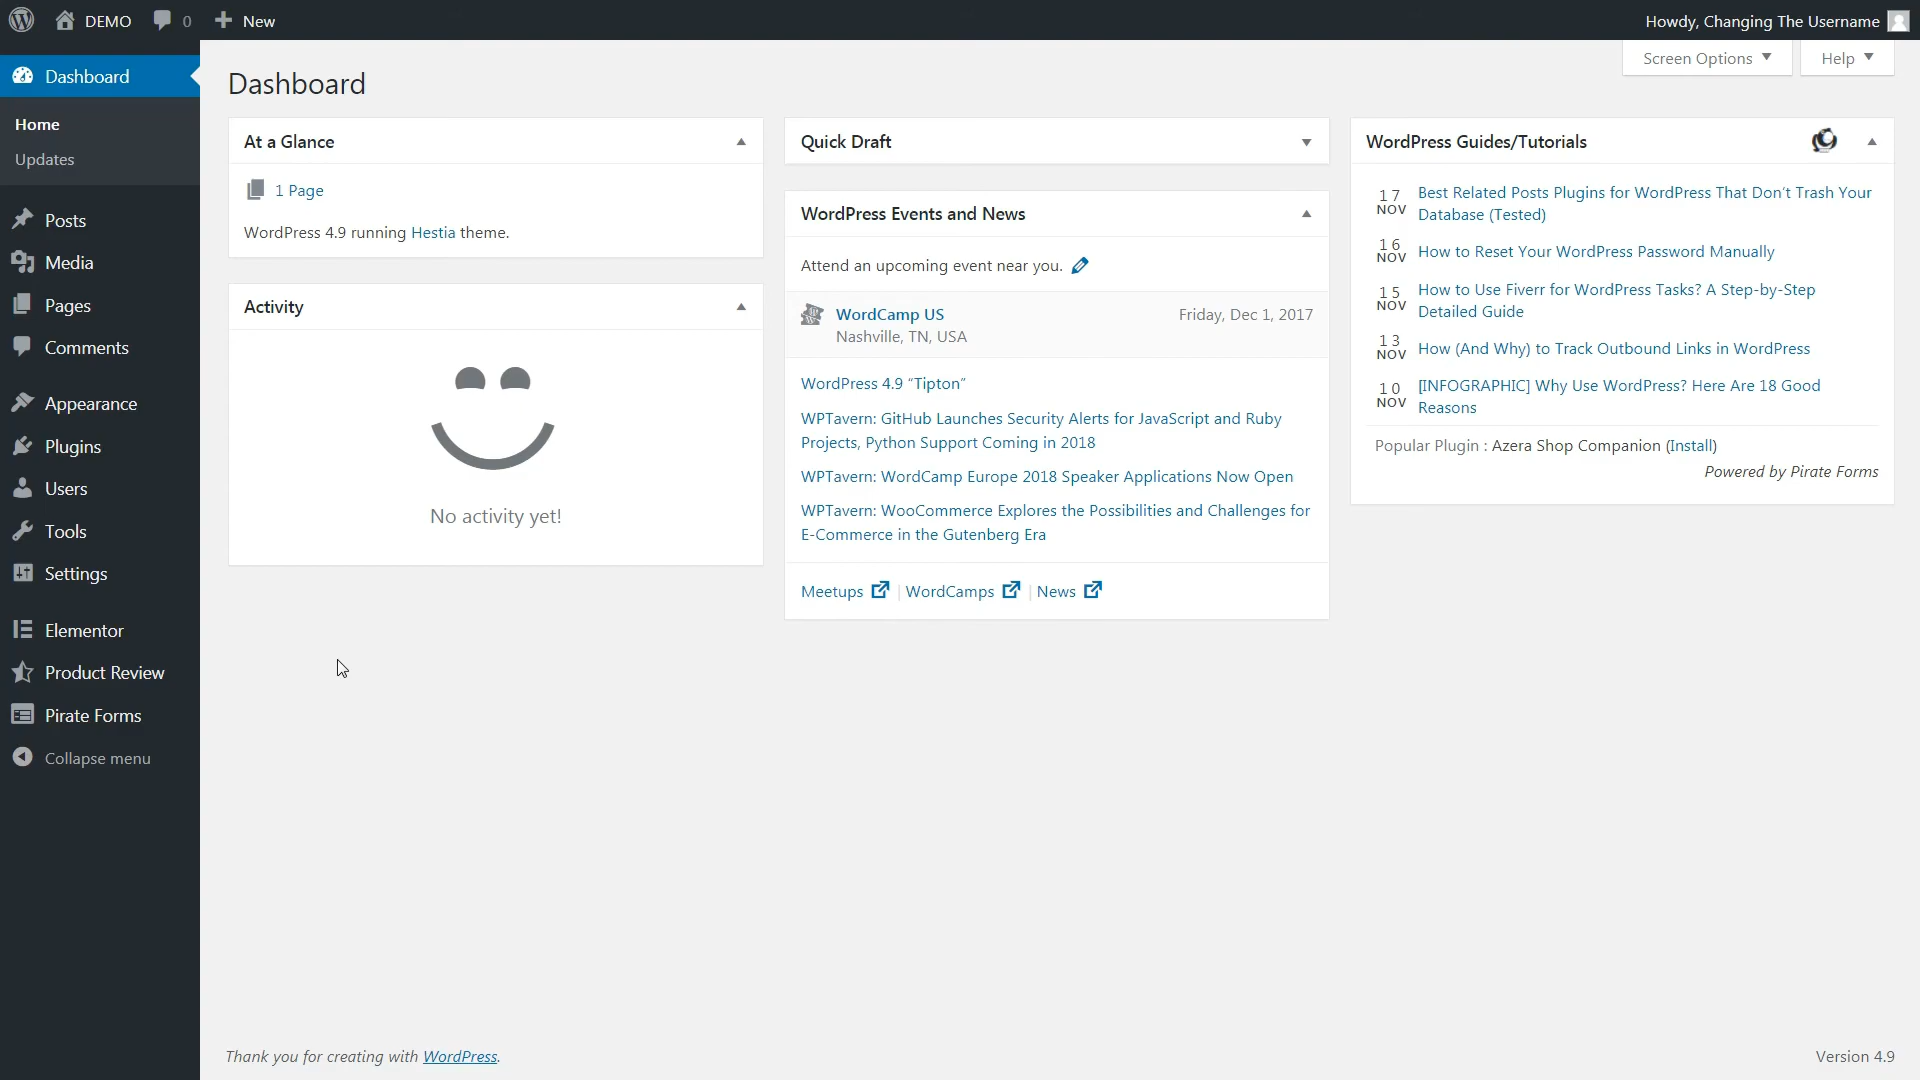 DEMO
0
New
Howdy, Changing The Username
Dashboard
Home
Updates
Posts
Media
Pages
Comments
Appearance
Plugins
Users
Tools
Settings
Elementor
Product Review
Pirate Forms
Collapse menu
Screen Options
Help
Dashboard
At a Glance
1 Page
WordPress 4.9 running Hestia theme.
Activity
No activity yet!
Quick Draft
WordPress Events and News
Attend an upcoming event near you.
WordCamp US
Friday, Dec 1, 2017
Nashville, TN, USA
WordPress 4.9 “Tipton”
WPTavern: GitHub Launches Security Alerts for JavaScript and Ruby
Projects, Python Support Coming in 2018
WPTavern: WordCamp Europe 2018 Speaker Applications Now Open
WPTavern: WooCommerce Explores the Possibilities and Challenges for
E-Commerce in the Gutenberg Era
Meetups | WordCamps | News
WordPress Guides/Tutorials
17
NOV
Best Related Posts Plugins for WordPress That Don’t Trash Your
Database (Tested)
16
NOV
How to Reset Your WordPress Password Manually
15
NOV
How to Use Fiverr for WordPress Tasks? A Step-by-Step
Detailed Guide
13
NOV
How (And Why) to Track Outbound Links in WordPress
10
NOV
[INFOGRAPHIC] Why Use WordPress? Here Are 18 Good
Reasons
Popular Plugin : Azera Shop Companion (Install)
Powered by Pirate Forms
Thank you for creating with WordPress.
Version 4.9